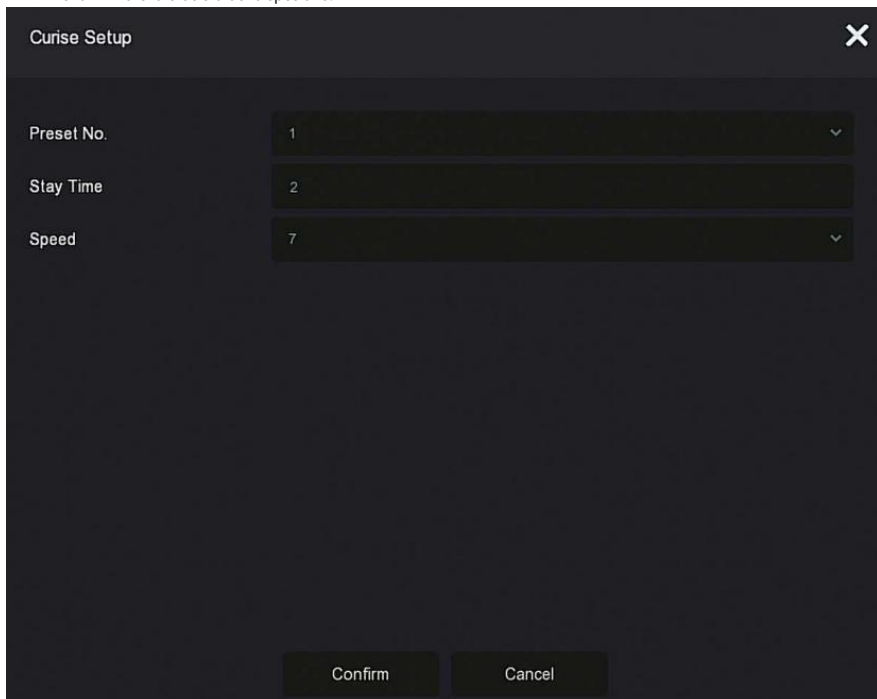 Curise Setup
Preset No. 1
Stay Time 2
Speed 7
Confirm Cancel